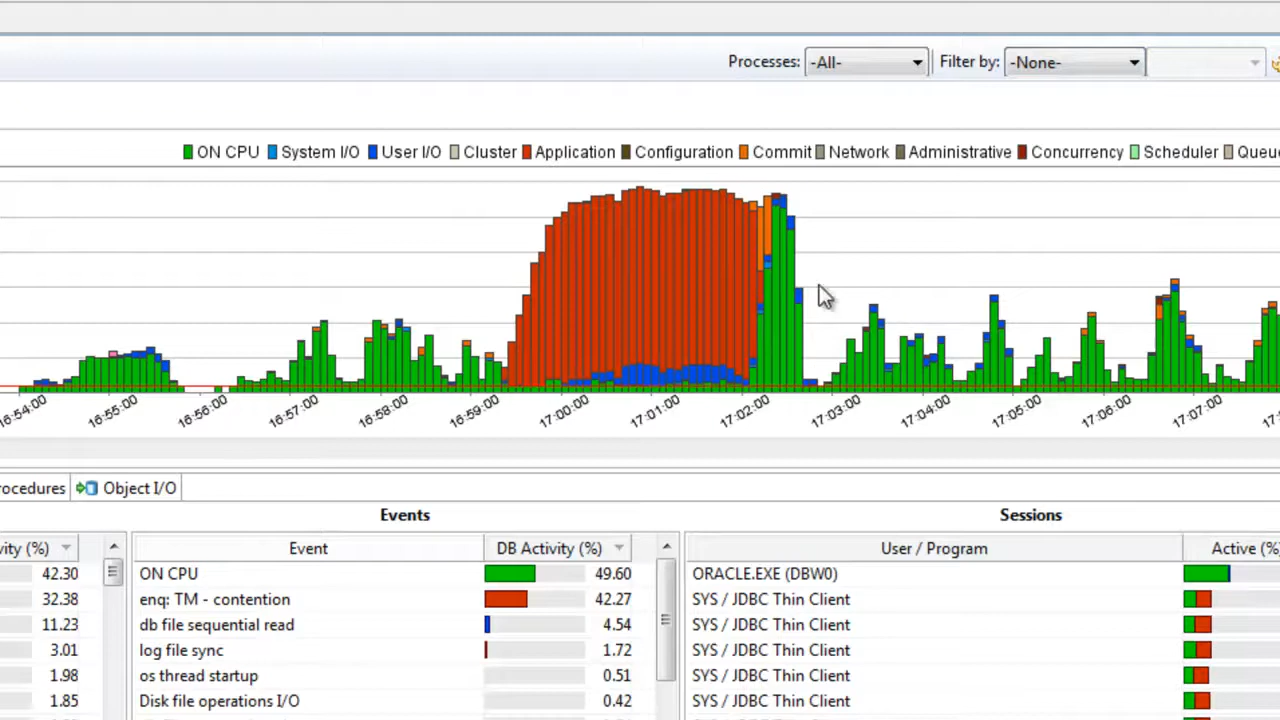 Processes: -All- Filter by: -None-
ON CPU System I/O User I/O Cluster Application Configuration Commit Network Administrative Concurrency Scheduler Queue
16:54:00 16:55:00 16:56:00 16:57:00 16:58:00 16:59:00 17:00:00 17:01:00 17:02:00 17:03:00 17:04:00 17:05:00 17:06:00 17:07:00
rocedures Object I/O
Events Sessions
vity (%) Event DB Activity (%) User / Program Active (%)
42.30 ON CPU 49.60 ORACLE.EXE (DBW0)
32.38 enq: TM - contention 42.27 SYS / JDBC Thin Client
11.23 db file sequential read 4.54 SYS / JDBC Thin Client
3.01 log file sync 1.72 SYS / JDBC Thin Client
1.98 os thread startup 0.51 SYS / JDBC Thin Client
1.85 Disk file operations I/O 0.42 SYS / JDBC Thin Client